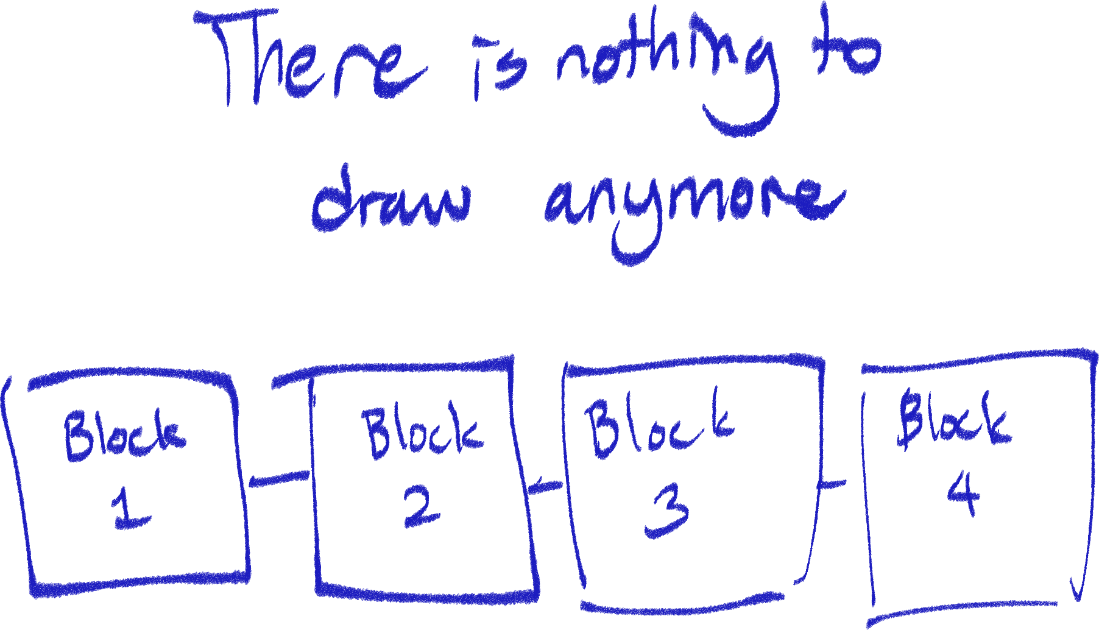 There is nothing to
draw anymore
Block
1
Block
2
Block
3
Block
4